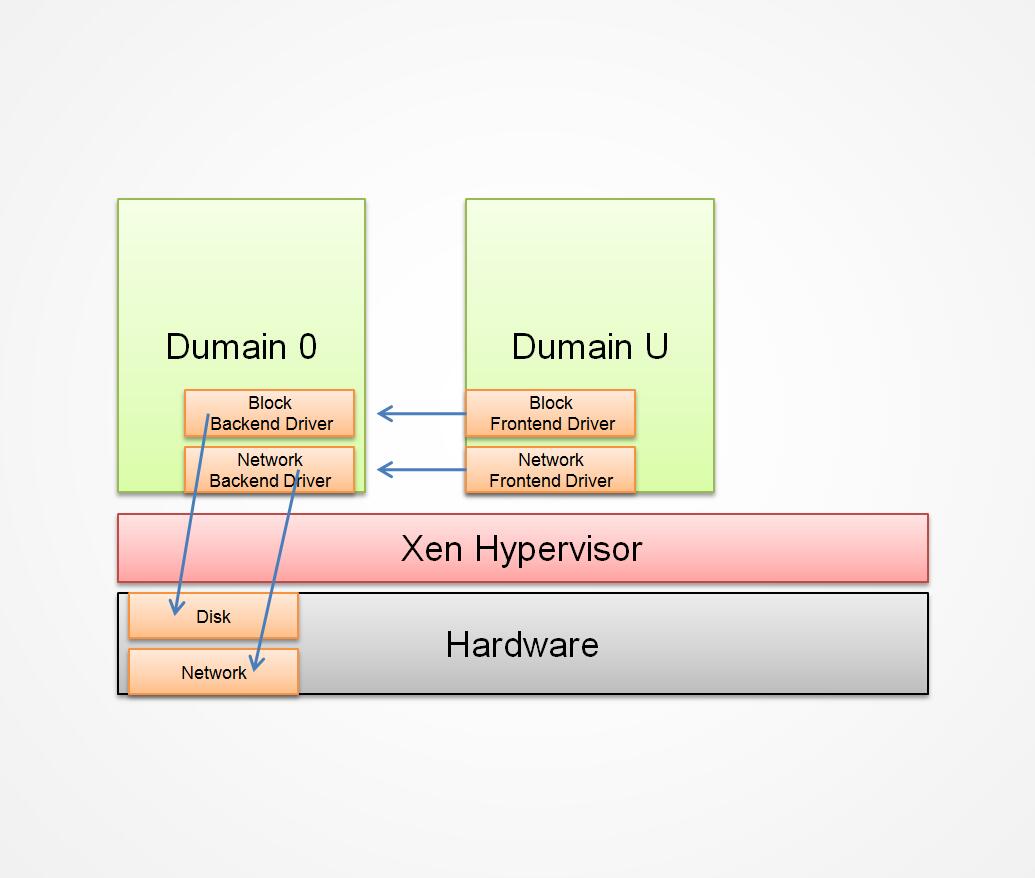 Dumain 0
Block
Backend Driver
Network
Backend Driver
Dumain U
Block
Frontend Driver
Network
Frontend Driver
Xen Hypervisor
Hardware
Disk
Network